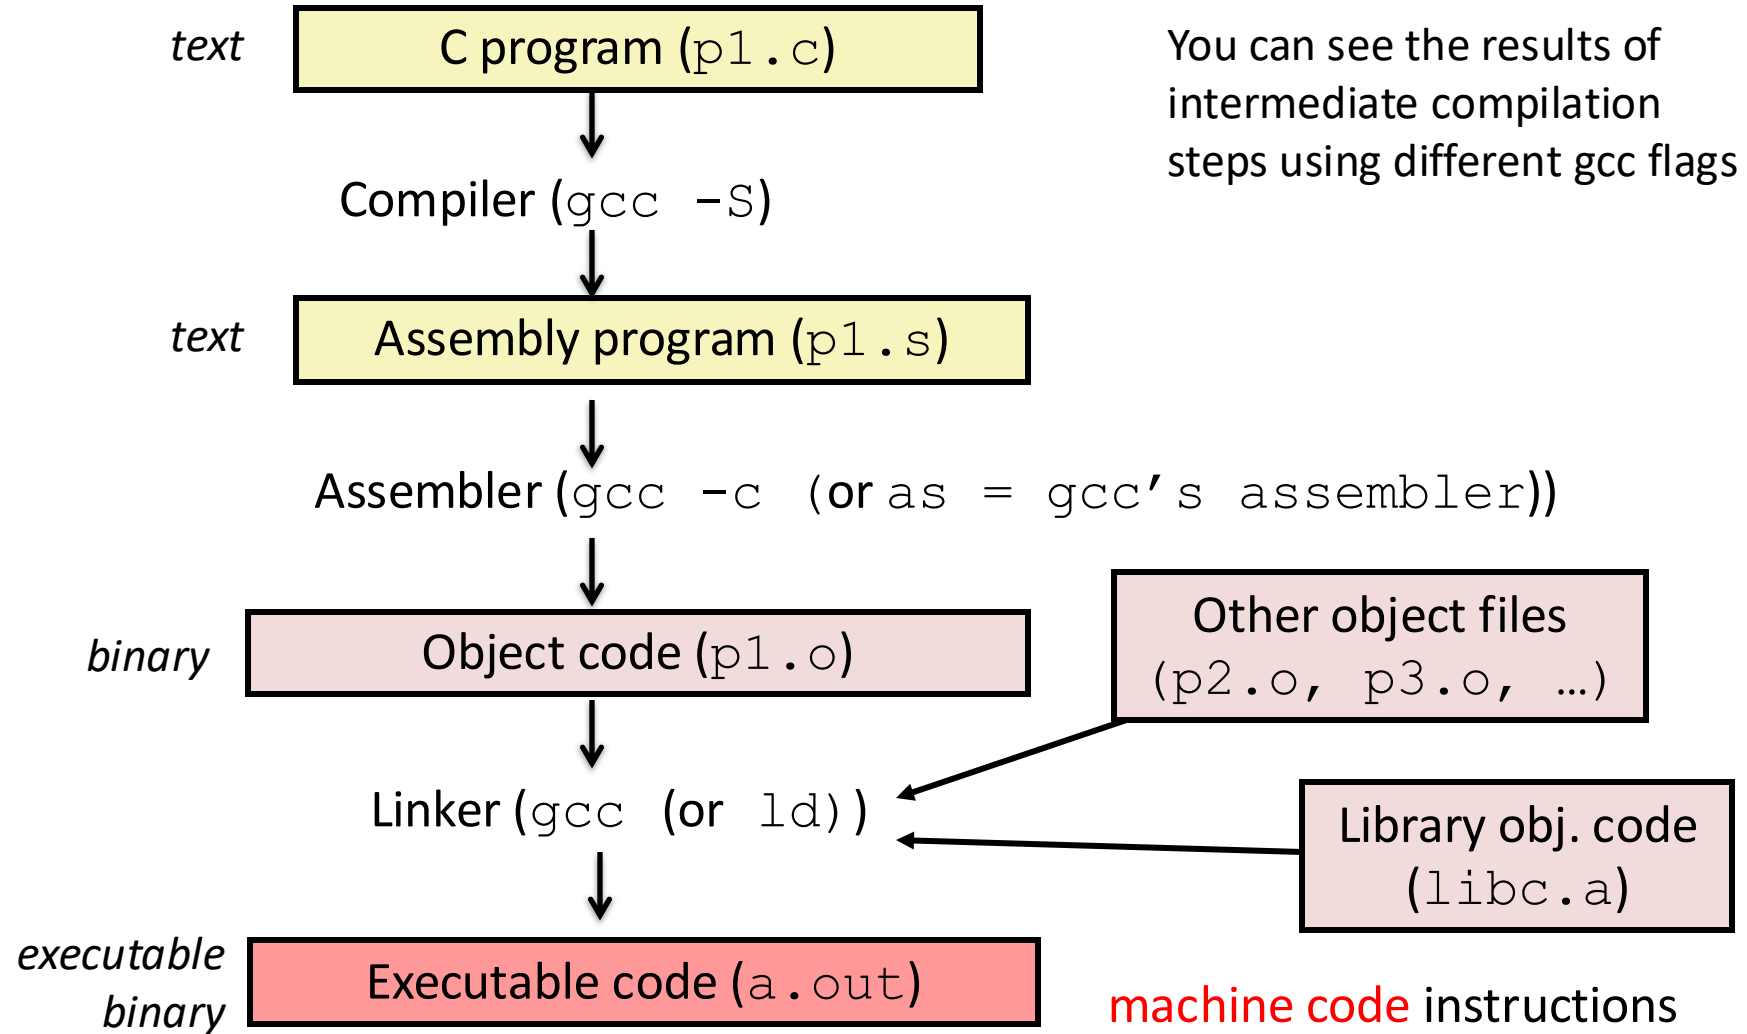 text
C program (p1.c)
You can see the results of
intermediate compilation
steps using different gcc flags
Compiler (gcc -S)
text
Assembly program (p1.s)
Assembler (gcc -c (or as = gcc’s assembler))
binary
Object code (p1.o)
Other object files
(p2.o, p3.o, …)
Linker (gcc (or ld))
Library obj. code
(libc.a)
executable
binary
Executable code (a.out)
machine code instructions